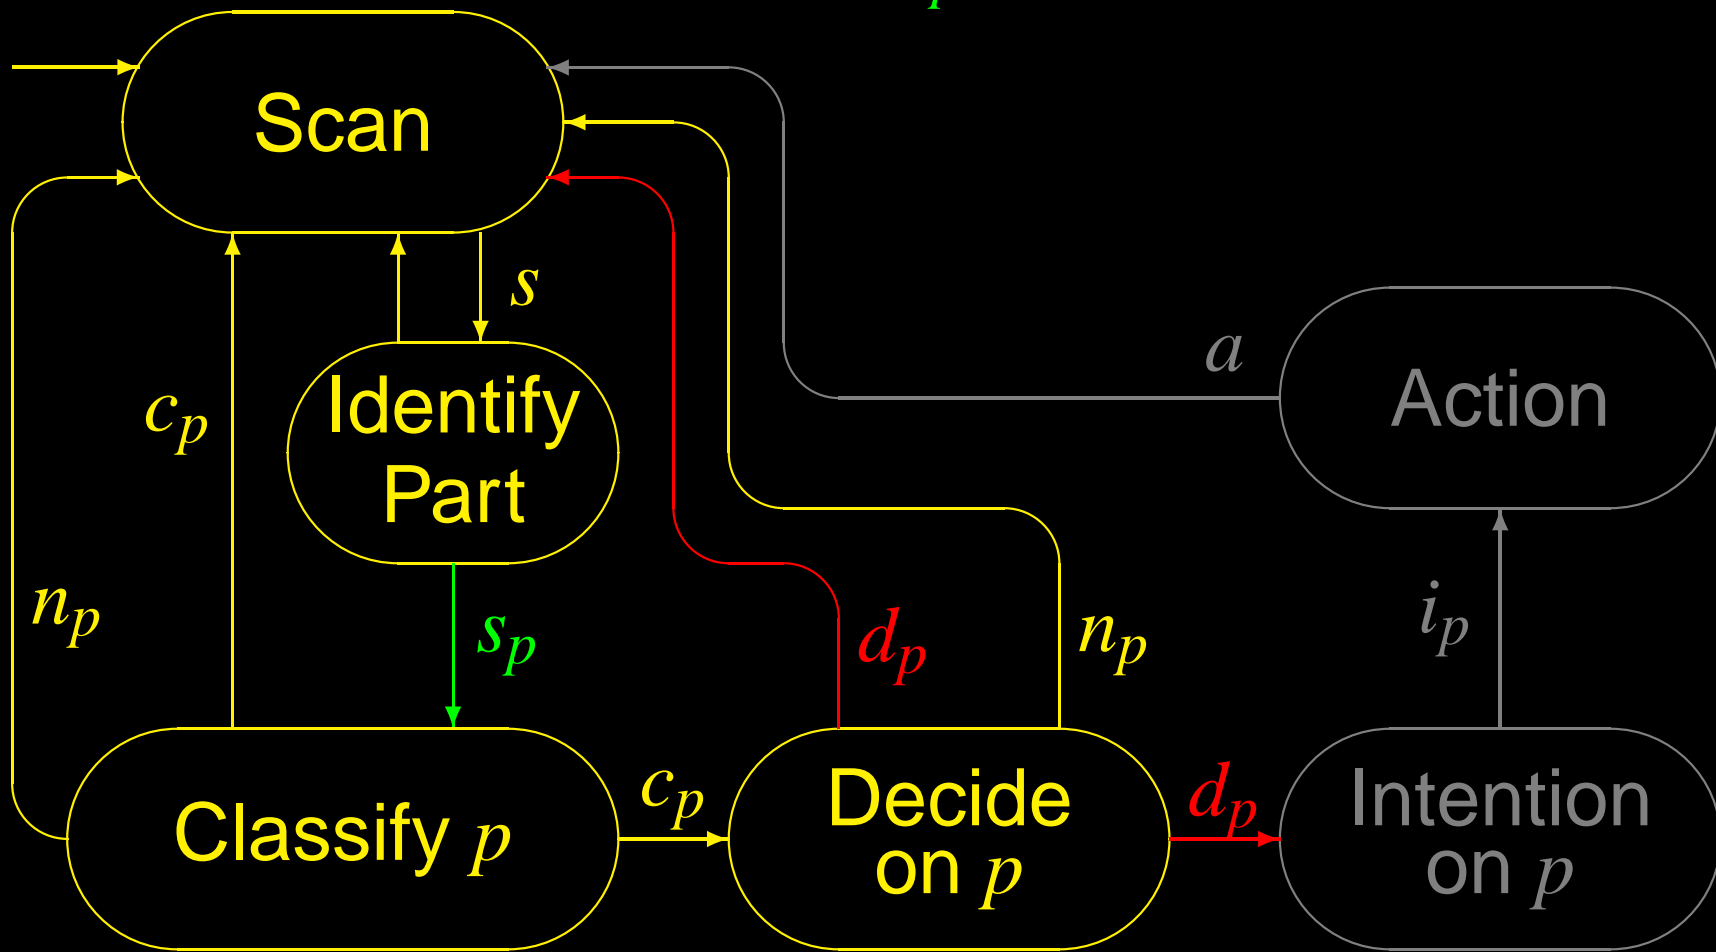 p
Scan
s
a
Action
c_p
Identify
Part
n_p
s_p
d_p
n_p
i_p
Classify p
c_p
Decide
on p
d_p
Intention
on p